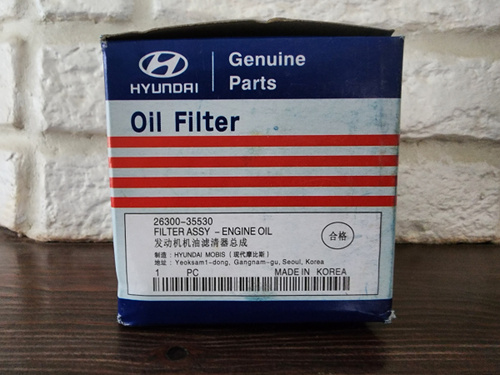 HYUNDAI
Genuine
Parts
Oil Filter
26300-35530
FILTER ASSY - ENGINE OIL
发动机机油滤清器总成
合格
制造 : HYUNDAI MOBIS (现代摩比斯)
地址 : Yeoksam1-dong, Gangnam-gu, Seoul, Korea
1 PC MADE IN KOREA